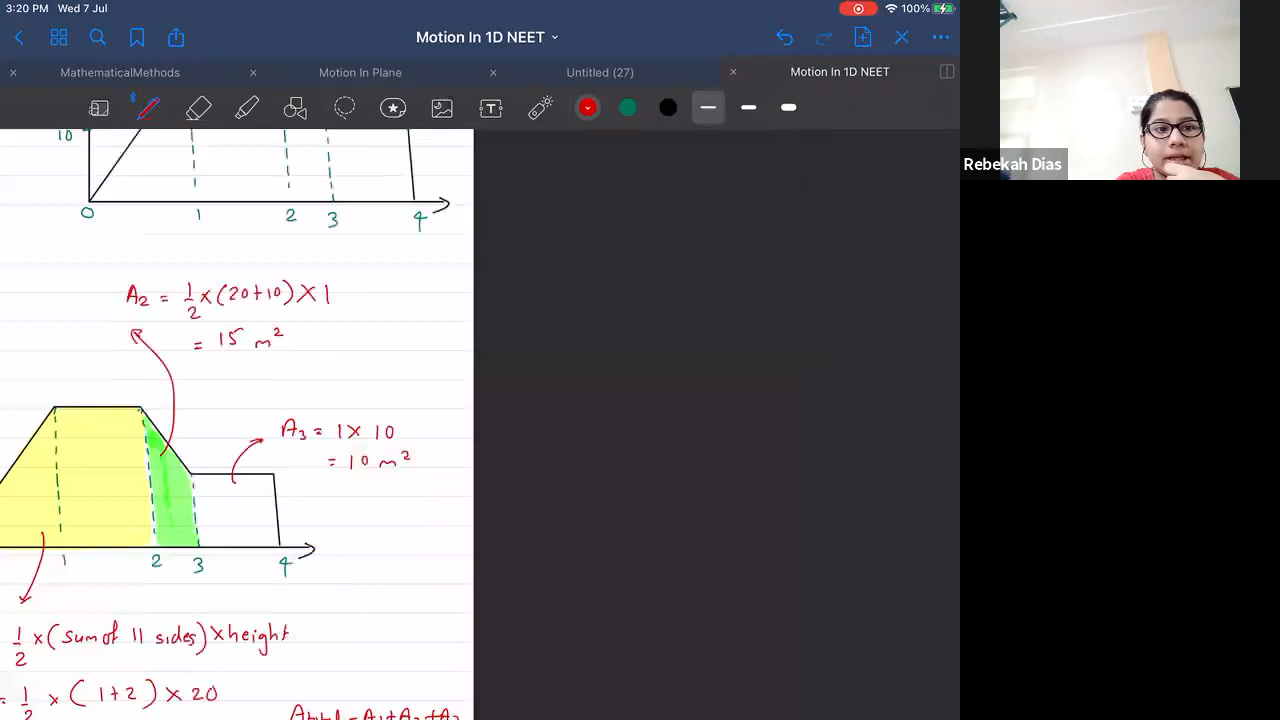 3:20 PM Wed 7 Jul
100%
Motion In 1D NEET
MathematicalMethods
Motion In Plane
Untitled (27)
Motion In 1D NEET
Rebekah Dias
10
0 1 2 3 4
A₂ = 1/2 × (20+10) × 1
= 15 m²
A₃ = 1 × 10
= 10 m²
1 2 3 4
1/2 × (sum of 11 sides) × height
= 1/2 × (1+2) × 20